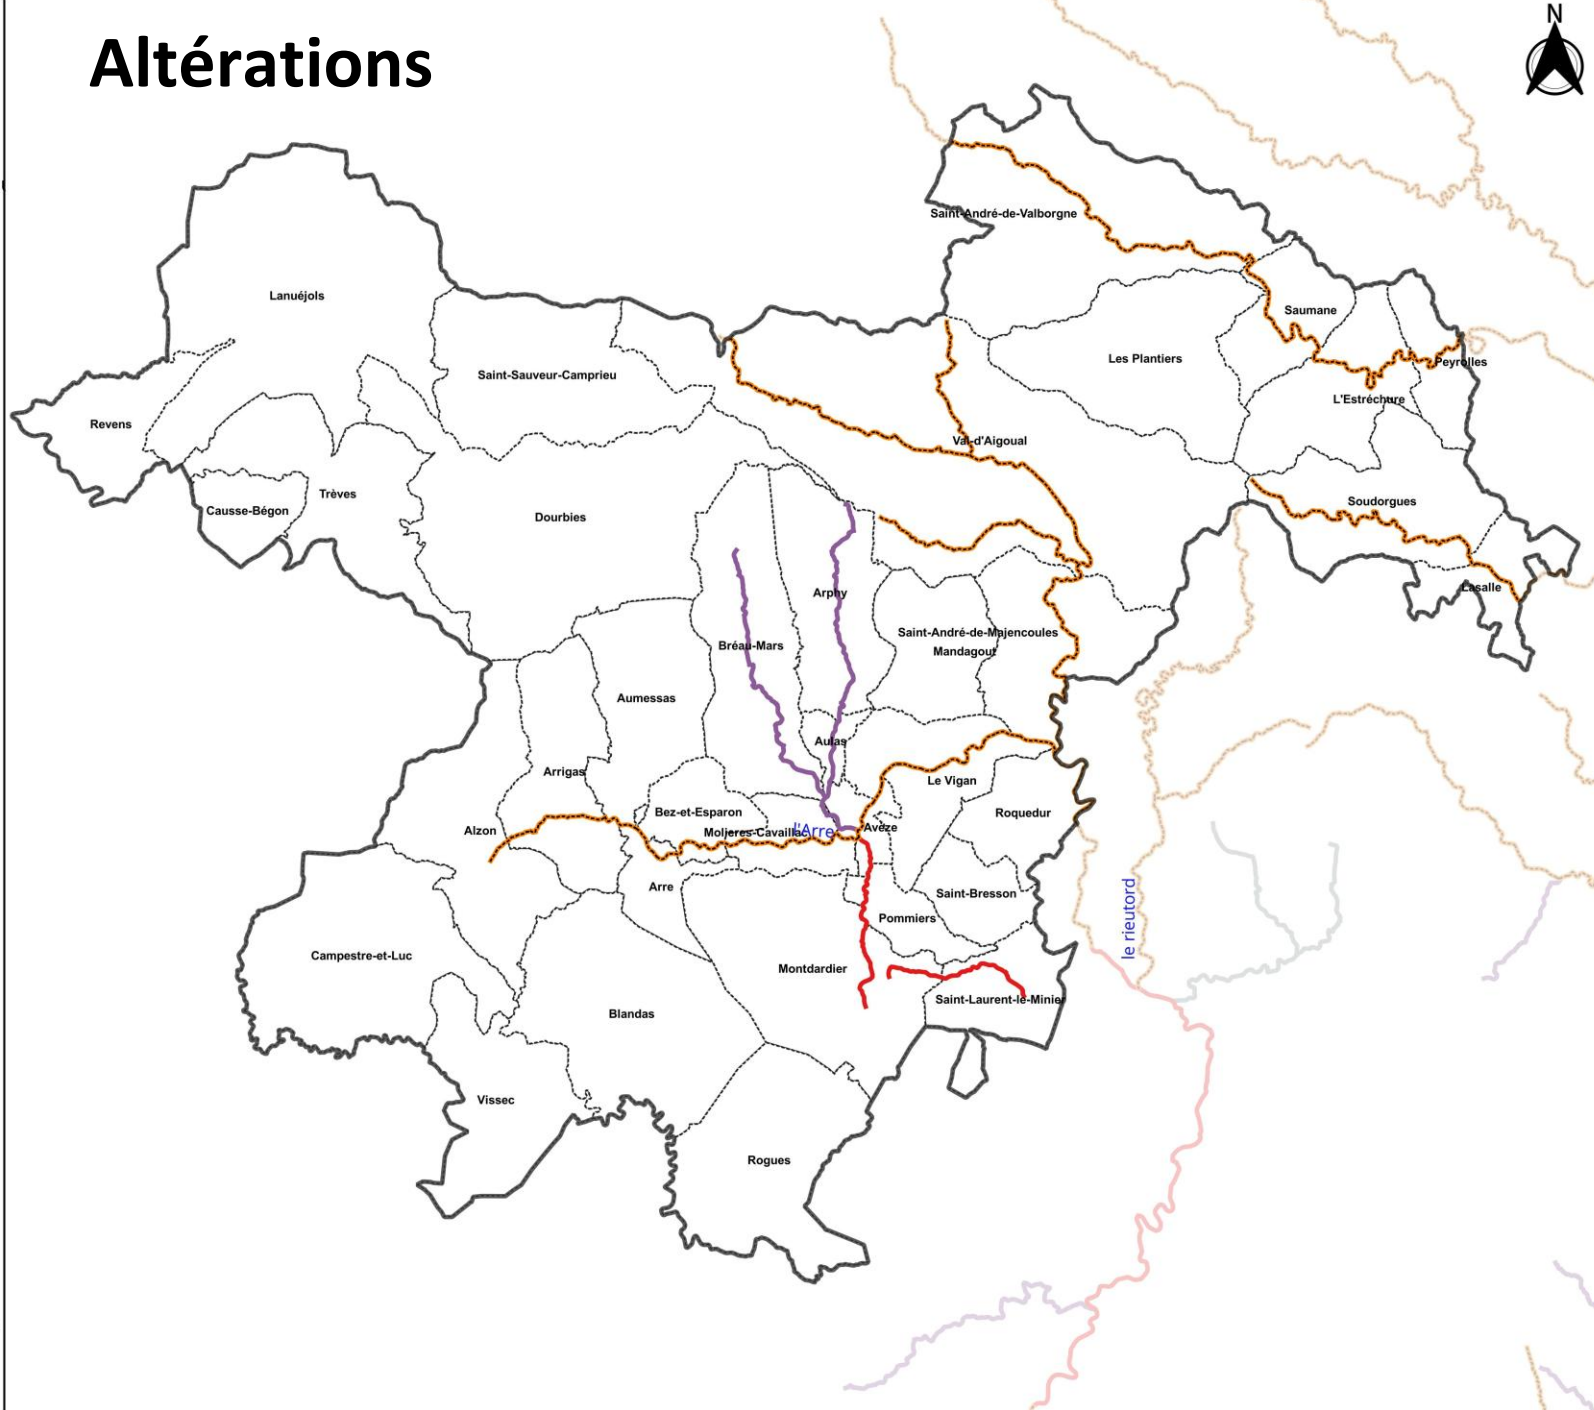 Altérations
N
Saint-André-de-Valborgne
Lanuéjols
Saumane
Les Plantiers
Peyrolles
Saint-Sauveur-Camprieu
L'Estréchure
Revens
Val-d'Aigoual
Trèves
Soudorgues
Causse-Bégon
Dourbies
Lasalle
Arphy
Saint-André-de-Majencoules
Bréau-Mars
Mandagout
Aumessas
Aulas
Arrigas
Le Vigan
Bez-et-Esparon
Roquedur
Alzon
Molières-Cavaillac
l'Arre
Avèze
Arre
Saint-Bresson
Pommiers
le rieutord
Campestre-et-Luc
Montdardier
Saint-Laurent-le-Minier
Blandas
Vissec
Rogues